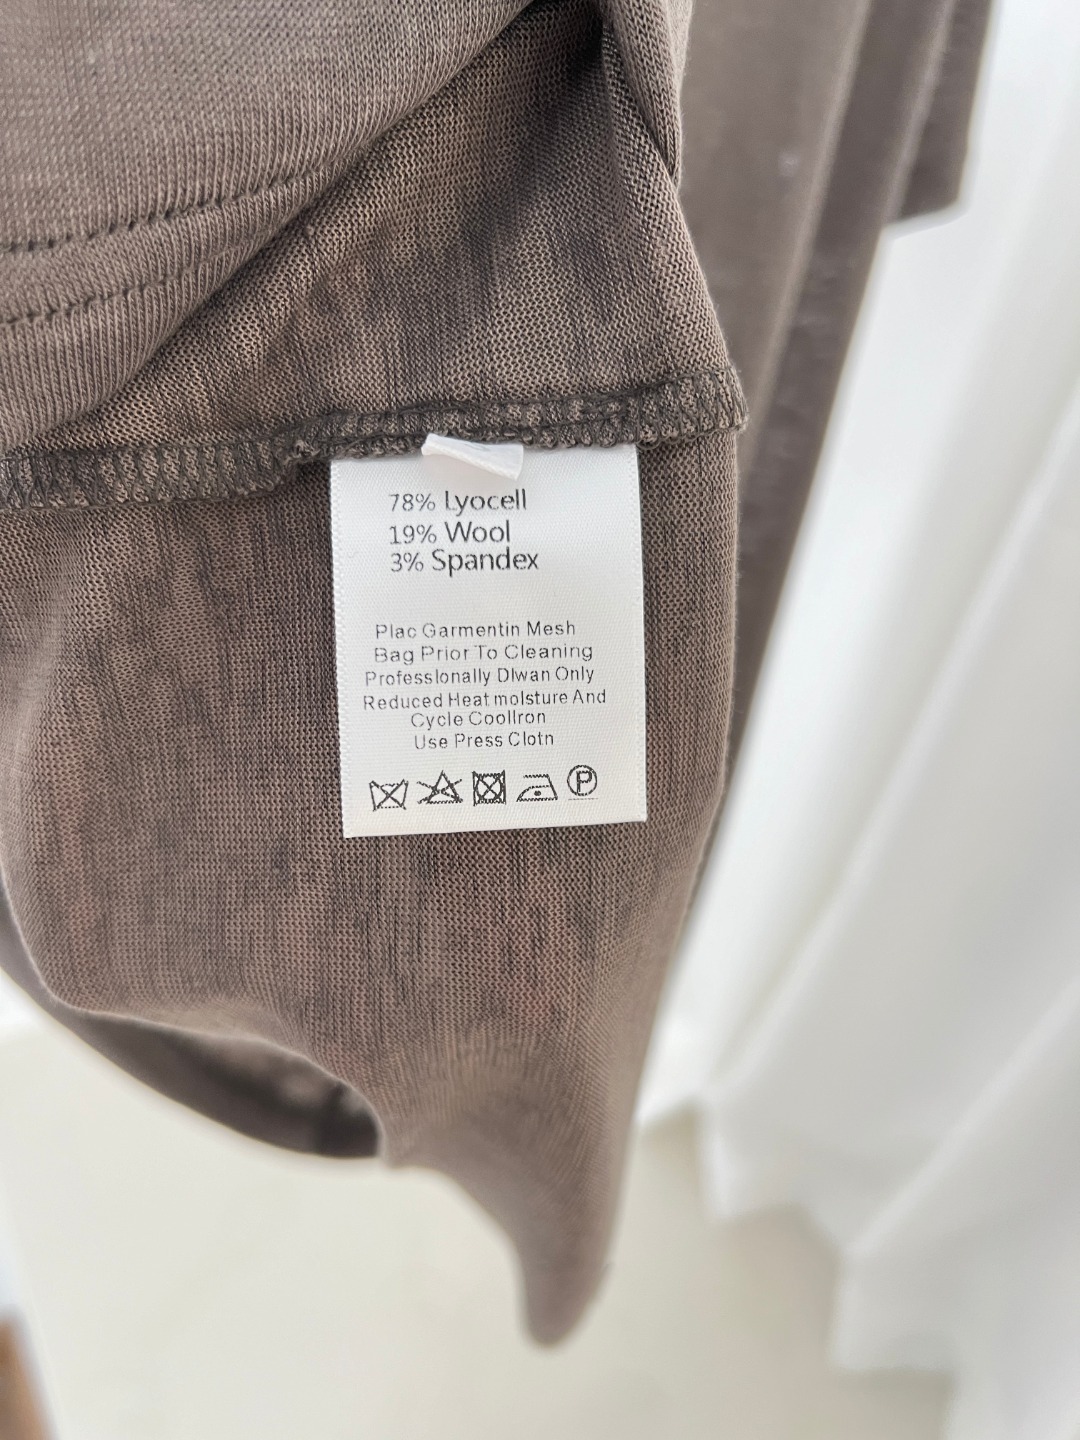 78% Lyocell
19% Wool
3% Spandex
Plac Garmentin Mesh
Bag Prior To Cleaning
Professlonally Dlwan Only
Reduced Heat molsture And
Cycle Coollron
Use Press Clotn
P